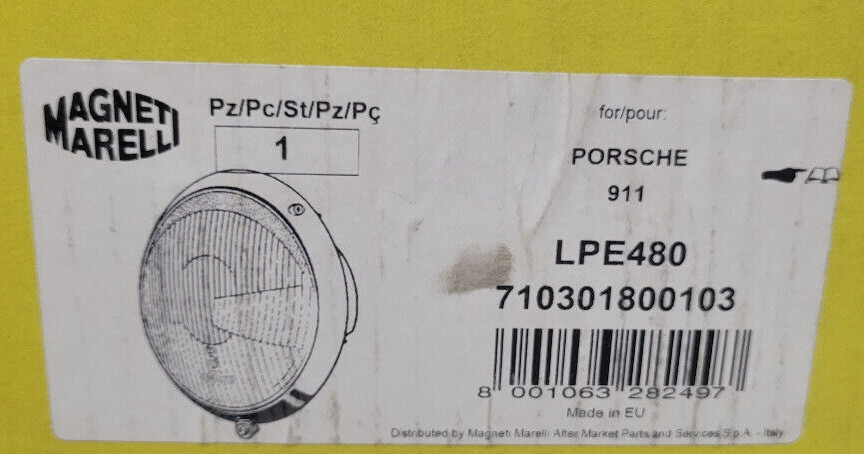 MAGNETI
MARELLI
Pz/Pc/St/Pz/Pç
1
for/pour:
PORSCHE
911
LPE480
710301800103
8 001063 282497
Made in EU
Distributed by Magneti Marelli After Market Parts and Services S.p.A. - Italy